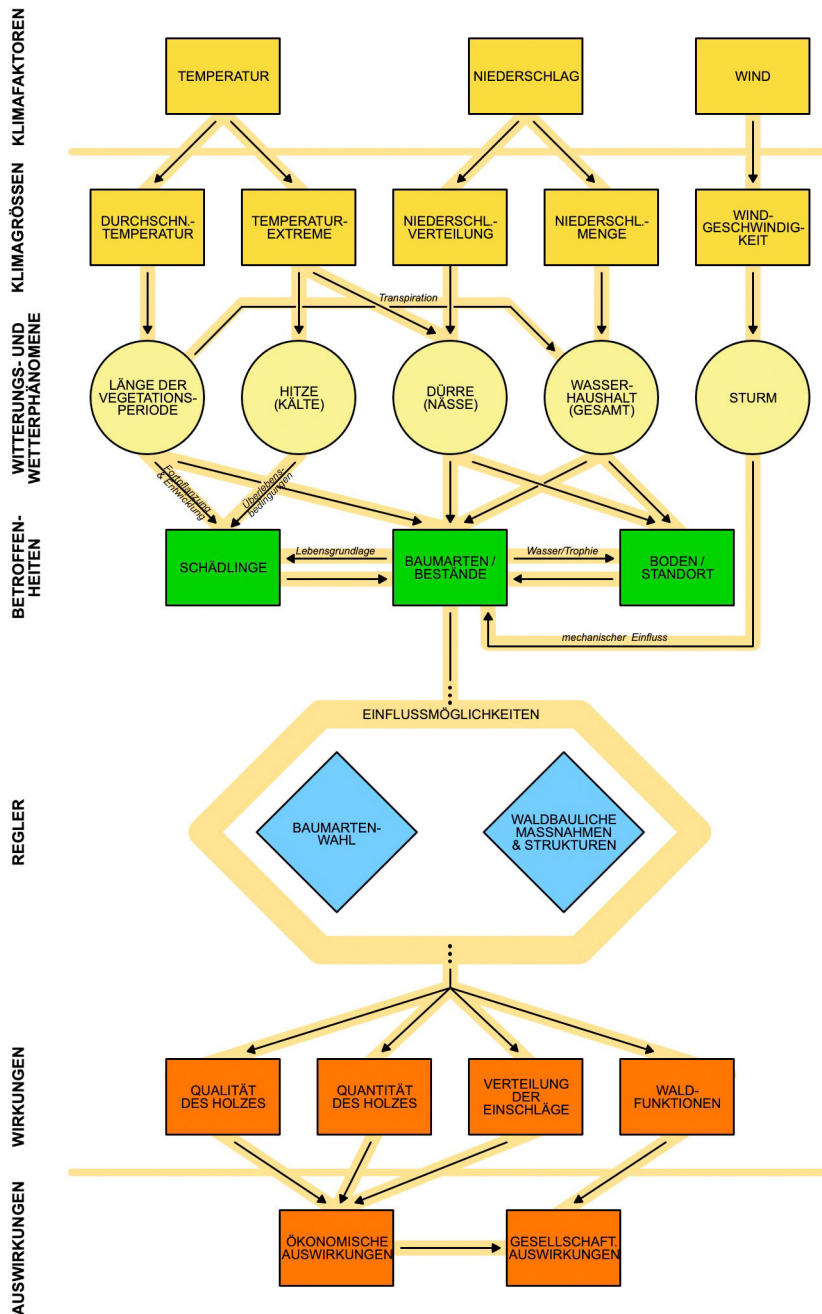 KLIMAFAKTOREN
TEMPERATUR
NIEDERSCHLAG
WIND
KLIMAGRÖSSEN
DURCHSCHN.-
TEMPERATUR
TEMPERATUR-
EXTREME
NIEDERSCHL.-
VERTEILUNG
NIEDERSCHL.-
MENGE
WIND-
GESCHWINDIG-
KEIT
Transpiration
WITTERUNGS- UND
WETTERPHÄNOMENE
LÄNGE DER
VEGETATIONS-
PERIODE
HITZE
(KÄLTE)
DÜRRE
(NÄSSE)
WASSER-
HAUSHALT
(GESAMT)
STURM
Fortpflanzung
& Entwicklung
Überlebens-
bedingungen
BETROFFEN-
HEITEN
SCHÄDLINGE
Lebensgrundlage
BAUMARTEN /
BESTÄNDE
Wasser/Trophie
BODEN /
STANDORT
mechanischer Einfluss
EINFLUSSMÖGLICHKEITEN
REGLER
BAUMARTEN-
WAHL
WALDBAULICHE
MASSNAHMEN
& STRUKTUREN
WIRKUNGEN
QUALITÄT
DES HOLZES
QUANTITÄT
DES HOLZES
VERTEILUNG
DER
EINSCHLÄGE
WALD-
FUNKTIONEN
AUSWIRKUNGEN
ÖKONOMISCHE
AUSWIRKUNGEN
GESELLSCHAFT.
AUSWIRKUNGEN